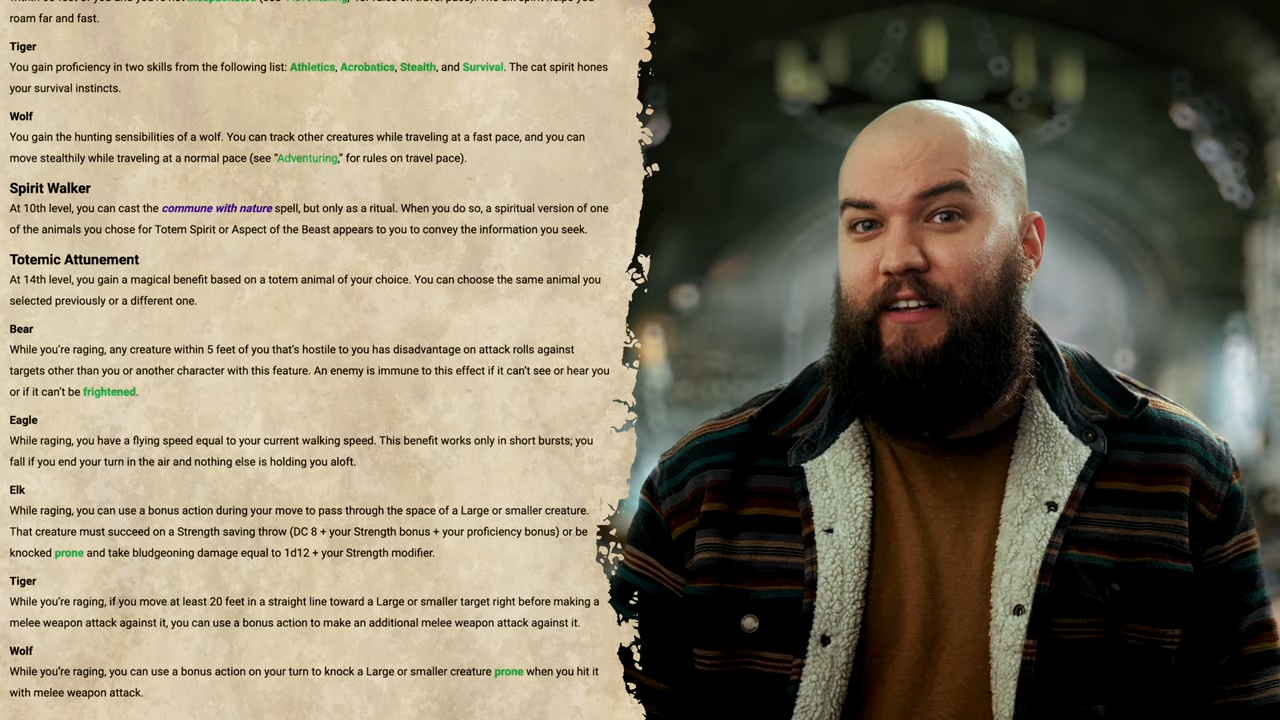 roam far and fast.
Tiger
You gain proficiency in two skills from the following list: Athletics, Acrobatics, Stealth, and Survival. The cat spirit hones
your survival instincts.
Wolf
You gain the hunting sensibilities of a wolf. You can track other creatures while traveling at a fast pace, and you can
move stealthily while traveling at a normal pace (see “Adventuring,” for rules on travel pace).
Spirit Walker
At 10th level, you can cast the commune with nature spell, but only as a ritual. When you do so, a spiritual version of one
of the animals you chose for Totem Spirit or Aspect of the Beast appears to you to convey the information you seek.
Totemic Attunement
At 14th level, you gain a magical benefit based on a totem animal of your choice. You can choose the same animal you
selected previously or a different one.
Bear
While you’re raging, any creature within 5 feet of you that’s hostile to you has disadvantage on attack rolls against
targets other than you or another character with this feature. An enemy is immune to this effect if it can’t see or hear you
or if it can’t be frightened.
Eagle
While raging, you have a flying speed equal to your current walking speed. This benefit works only in short bursts; you
fall if you end your turn in the air and nothing else is holding you aloft.
Elk
While raging, you can use a bonus action during your move to pass through the space of a Large or smaller creature.
That creature must succeed on a Strength saving throw (DC 8 + your Strength bonus + your proficiency bonus) or be
knocked prone and take bludgeoning damage equal to 1d12 + your Strength modifier.
Tiger
While you’re raging, if you move at least 20 feet in a straight line toward a Large or smaller target right before making a
melee weapon attack against it, you can use a bonus action to make an additional melee weapon attack against it.
Wolf
While you’re raging, you can use a bonus action on your turn to knock a Large or smaller creature prone when you hit it
with melee weapon attack.